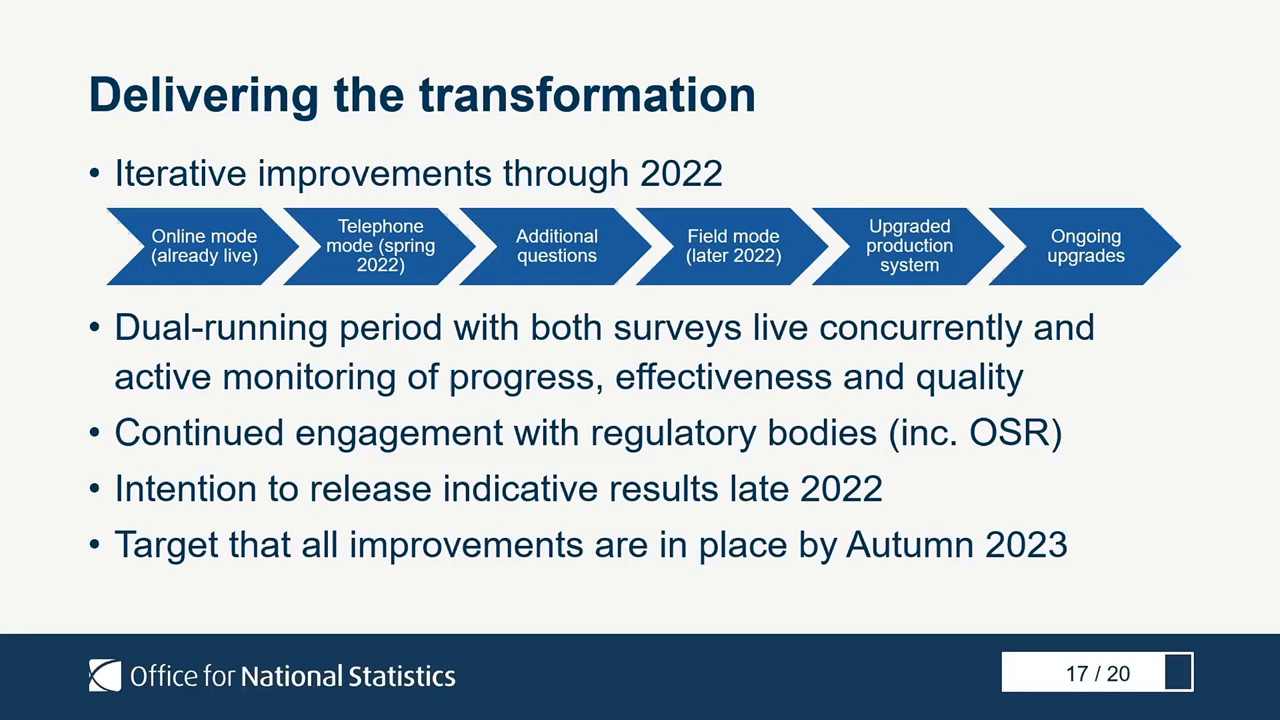 Delivering the transformation
• Iterative improvements through 2022
Online mode
(already live)
Telephone
mode (spring
2022)
Additional
questions
Field mode
(later 2022)
Upgraded
production
system
Ongoing
upgrades
• Dual-running period with both surveys live concurrently and
active monitoring of progress, effectiveness and quality
• Continued engagement with regulatory bodies (inc. OSR)
• Intention to release indicative results late 2022
• Target that all improvements are in place by Autumn 2023
Office for National Statistics
17 / 20